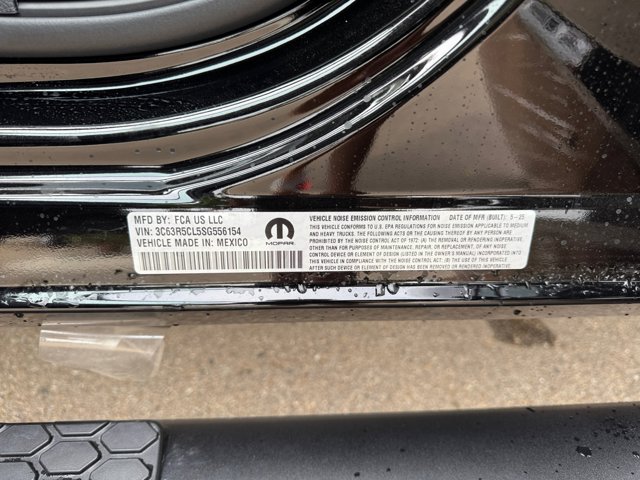 MFD BY: FCA US LLC
VIN: 3C63R5CL5SG556154
VEHICLE MADE IN: MEXICO
MOPAR
VEHICLE NOISE EMISSION CONTROL INFORMATION DATE OF MFR (BUILT): 5-25
THIS VEHICLE CONFORMS TO U.S. EPA REGULATIONS FOR NOISE EMISSION APPLICABLE TO MEDIUM
AND HEAVY TRUCKS. THE FOLLOWING ACTS OR THE CAUSING THEREOF BY ANY PERSON ARE
PROHIBITED BY THE NOISE CONTROL ACT OF 1972: (A) THE REMOVAL OR RENDERING
INOPERATIVE, OTHER THAN FOR PURPOSES OF MAINTENANCE,
REPAIR, OR REPLACEMENT, OF ANY NOISE CONTROL
DEVICE OR ELEMENT OF DESIGN (LISTED IN THE OWNER'S MANUAL) INCORPORATED INTO
THIS VEHICLE IN COMPLIANCE WITH THE NOISE CONTROL ACT; (B) THE USE OF THIS VEHICLE
AFTER SUCH DEVICE OR ELEMENT OF DESIGN HAS BEEN REMOVED OR RENDERED INOPERATIVE.